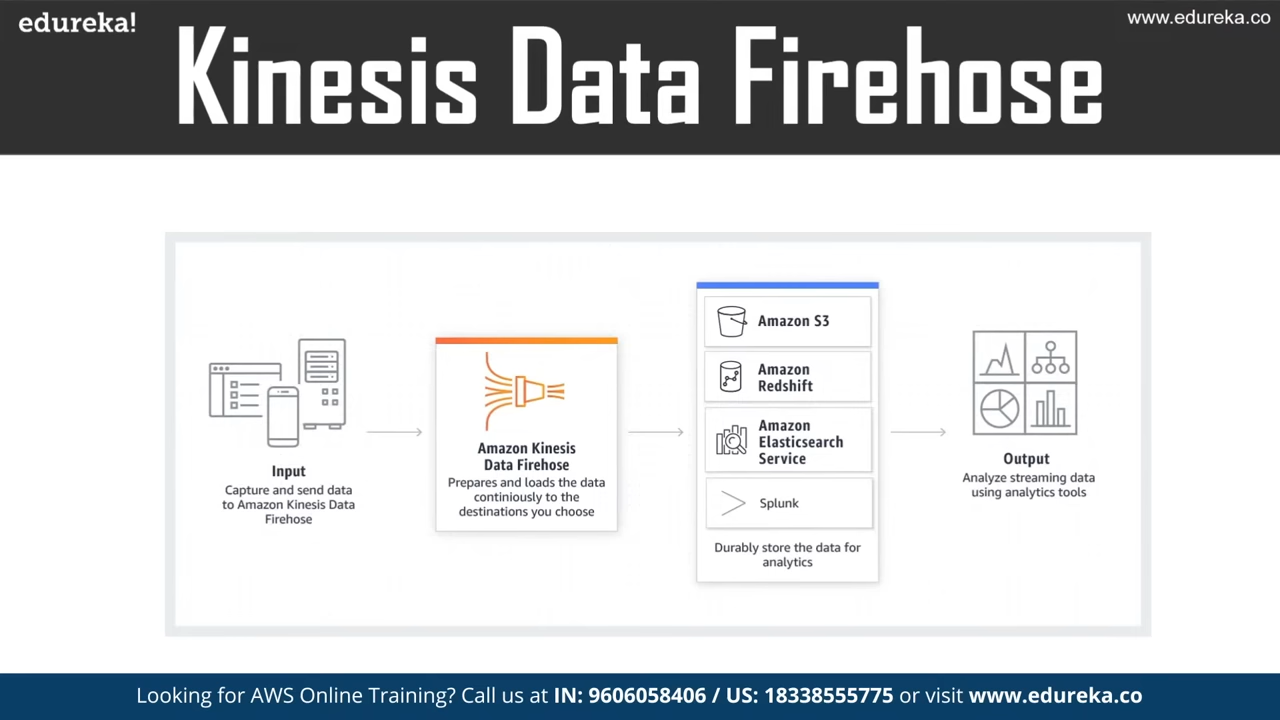 edureka!
www.edureka.co
Kinesis Data Firehose
Input
Capture and send data
to Amazon Kinesis Data
Firehose
Amazon Kinesis
Data Firehose
Prepares and loads the data
continiously to the
destinations you choose
Amazon S3
Amazon
Redshift
Amazon
Elasticsearch
Service
Splunk
Durably store the data for
analytics
Output
Analyze streaming data
using analytics tools
Looking for AWS Online Training? Call us at IN: 9606058406 / US: 18338555775 or visit www.edureka.co